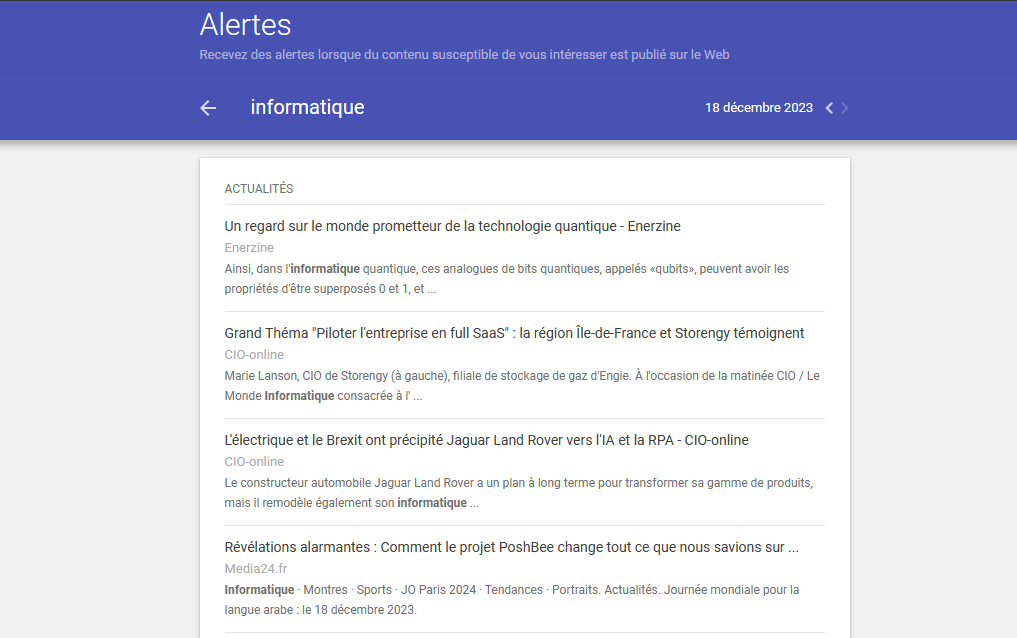 Alertes
Recevez des alertes lorsque du contenu susceptible de vous intéresser est publié sur le Web
informatique
18 décembre 2023
ACTUALITÉS
Un regard sur le monde prometteur de la technologie quantique - Enerzine
Enerzine
Ainsi, dans l'informatique quantique, ces analogues de bits quantiques, appelés «qubits», peuvent avoir les
propriétés d'être superposés 0 et 1, et ...
Grand Théma "Piloter l'entreprise en full SaaS" : la région Île-de-France et Storengy témoignent
CIO-online
Marie Lanson, CIO de Storengy (à gauche), filiale de stockage de gaz d'Engie. À l'occasion de la matinée CIO / Le
Monde Informatique consacrée à l' ...
L'électrique et le Brexit ont précipité Jaguar Land Rover vers l'IA et la RPA - CIO-online
CIO-online
Le constructeur automobile Jaguar Land Rover a un plan à long terme pour transformer sa gamme de produits,
mais il remodèle également son informatique ...
Révélations alarmantes : Comment le projet PoshBee change tout ce que nous savions sur ...
Media24.fr
Informatique · Montres · Sports · JO Paris 2024 · Tendances · Portraits. Actualités. Journée mondiale pour la
langue arabe : le 18 décembre 2023.